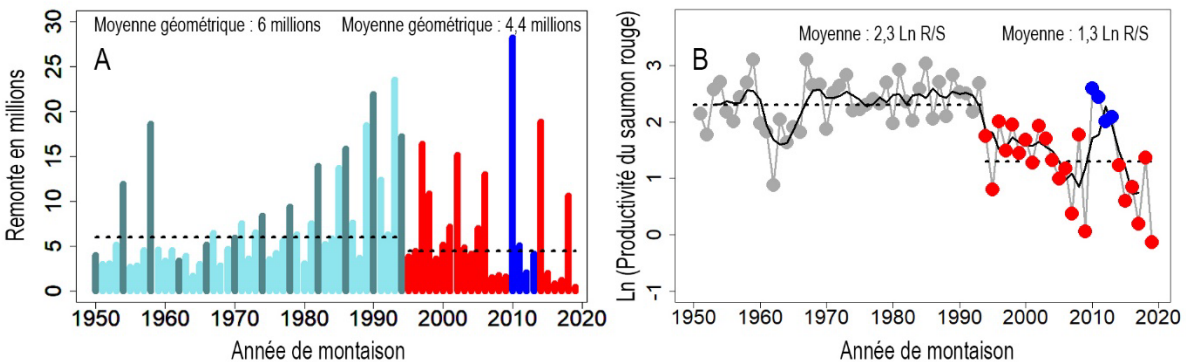 Moyenne géométrique : 6 millions Moyenne géométrique : 4,4 millions
A
Remonte en millions
30
25
20
15
10
5
0
1950 1960 1970 1980 1990 2000 2010 2020
Année de montaison
Moyenne : 2,3 Ln R/S Moyenne : 1,3 Ln R/S
B
Ln (Productivité du saumon rouge)
3
2
1
0
-1
1950 1960 1970 1980 1990 2000 2010 2020
Année de montaison